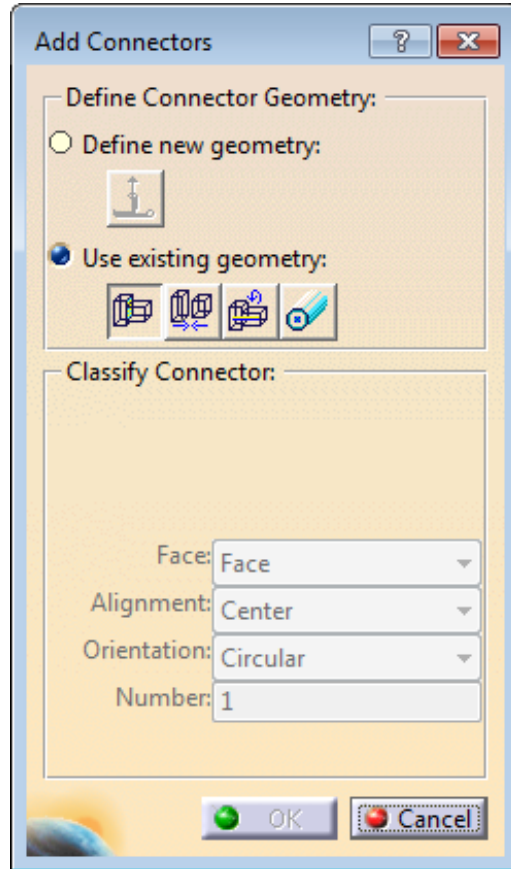 Add Connectors
Define Connector Geometry:
Define new geometry:
Use existing geometry:
Classify Connector:
Face: Face
Alignment: Center
Orientation: Circular
Number: 1
OK Cancel